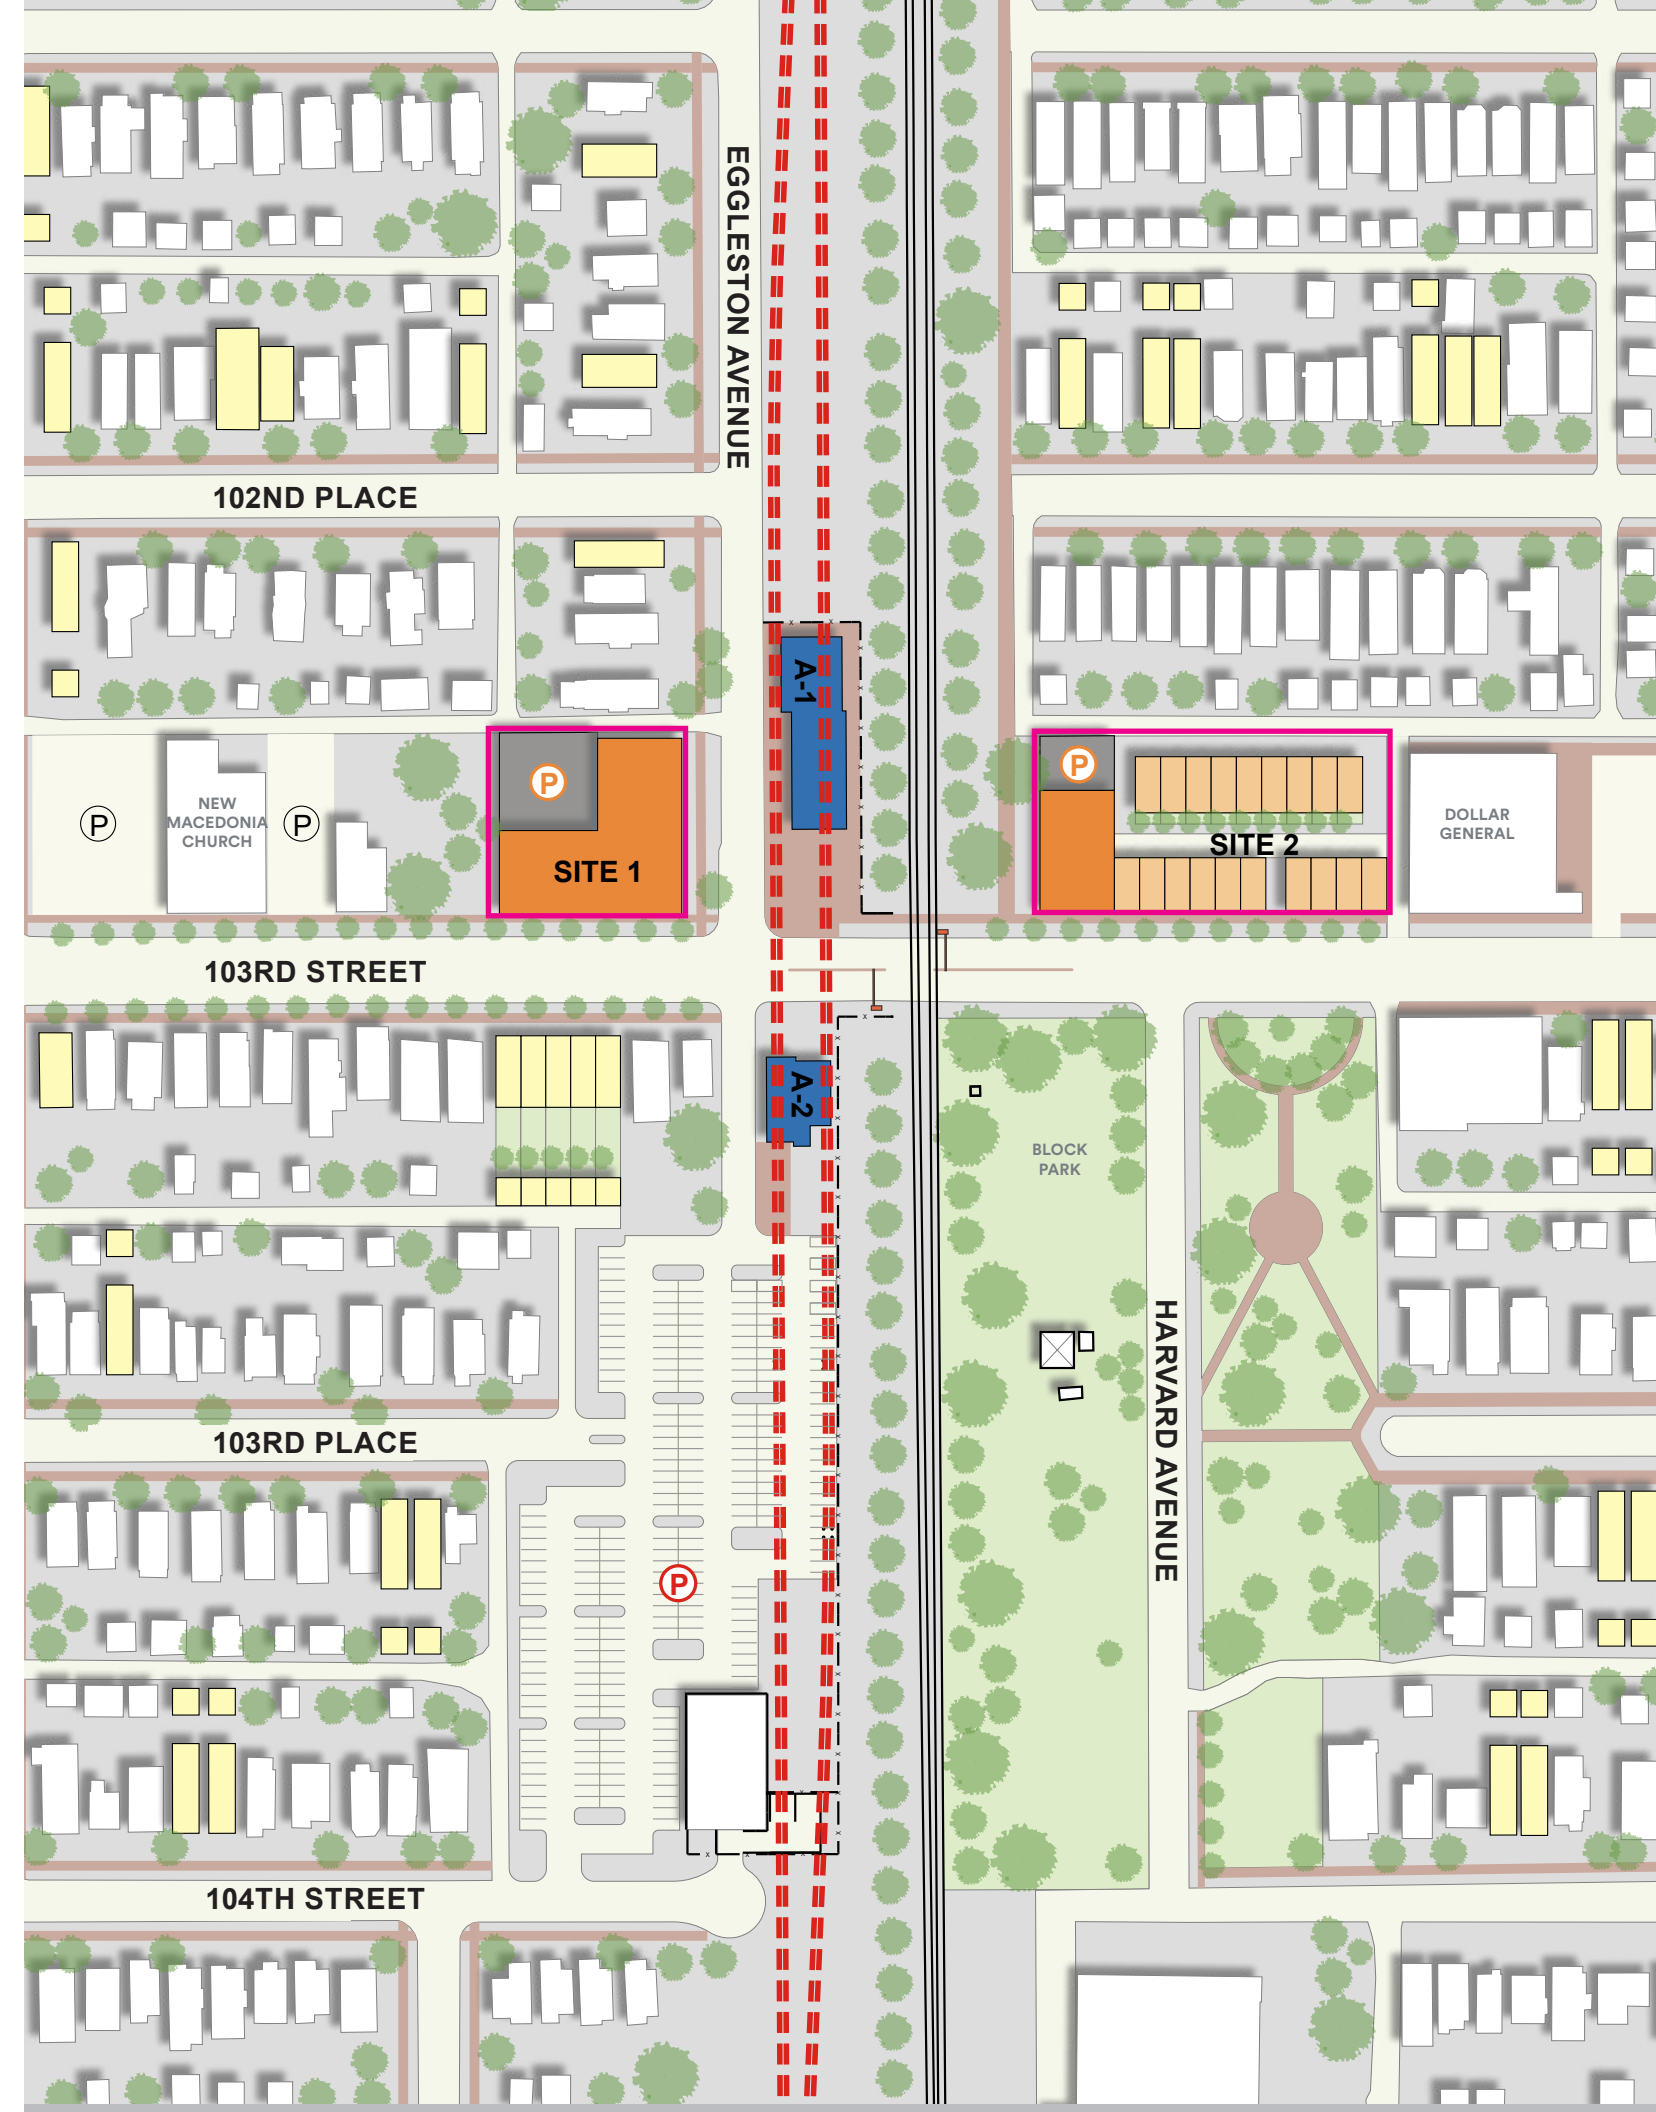 EGGLESTON AVENUE
102ND PLACE
A-1
P
P
NEW
MACEDONIA
CHURCH
P
P
SITE 1
SITE 2
DOLLAR
GENERAL
103RD STREET
A-2
BLOCK
PARK
HARVARD AVENUE
103RD PLACE
P
104TH STREET